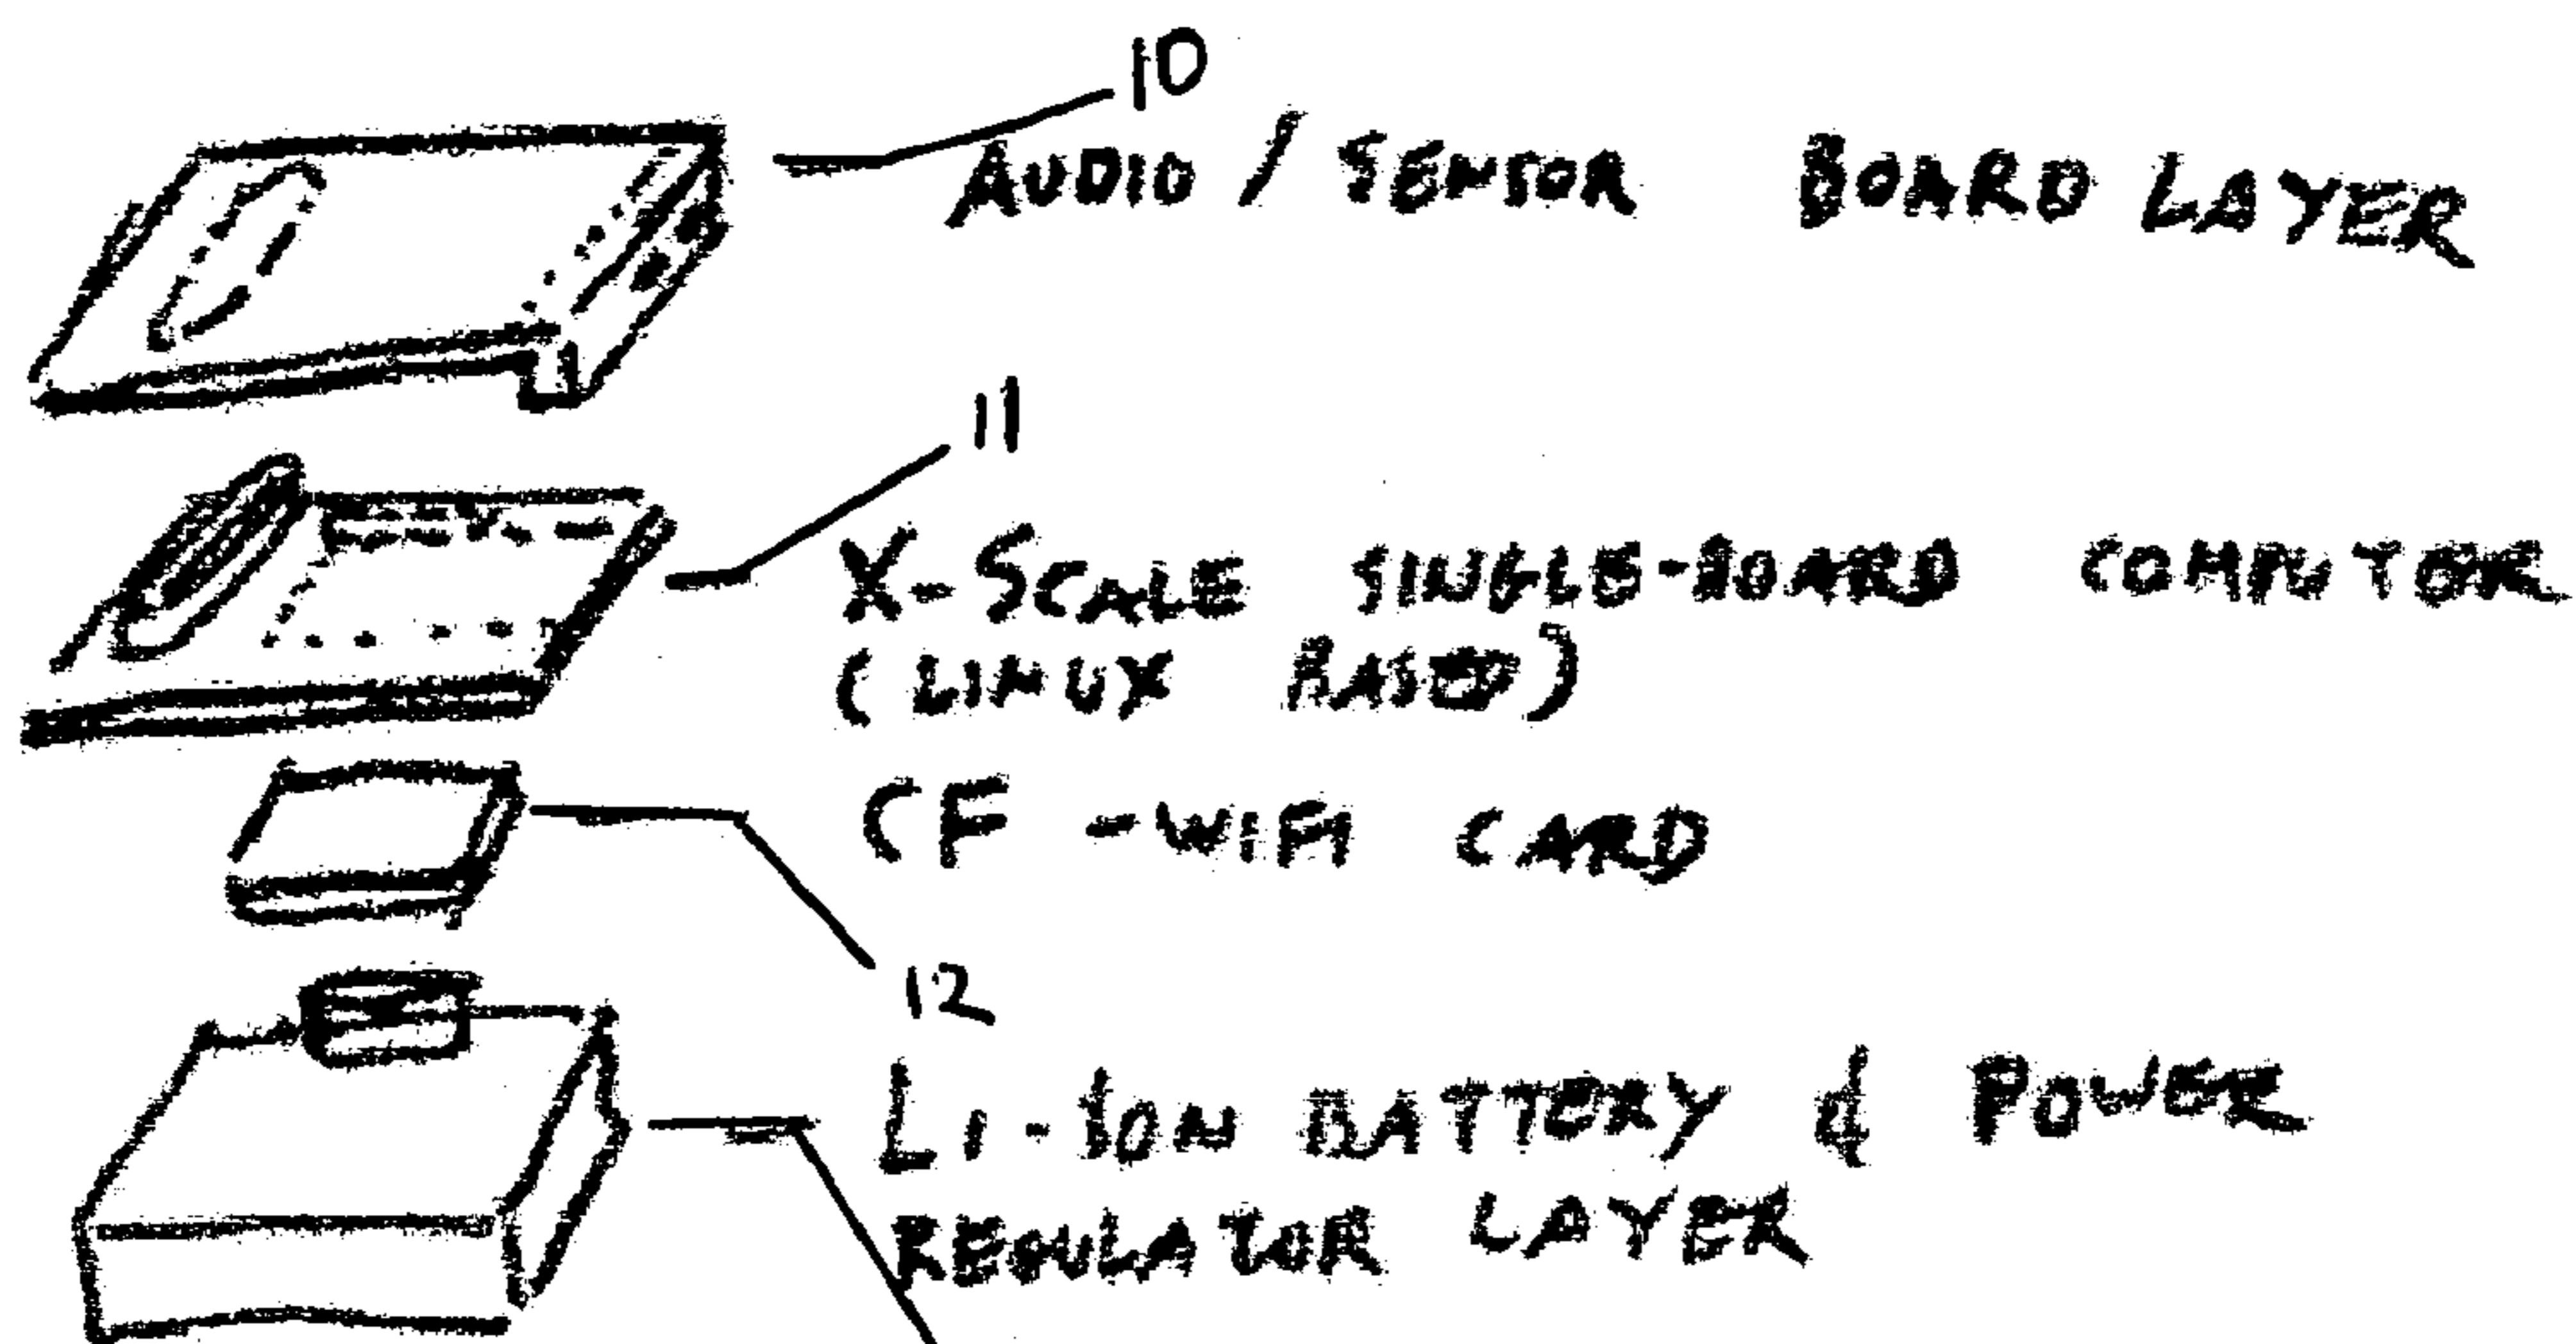 10
AUDIO / SENSOR BOARD LAYER
11
X-SCALE SINGLE-BOARD COMPUTER
(LINUX BASED)
CF -WIFI CARD
12
LI-ION BATTERY & POWER
REGULATOR LAYER